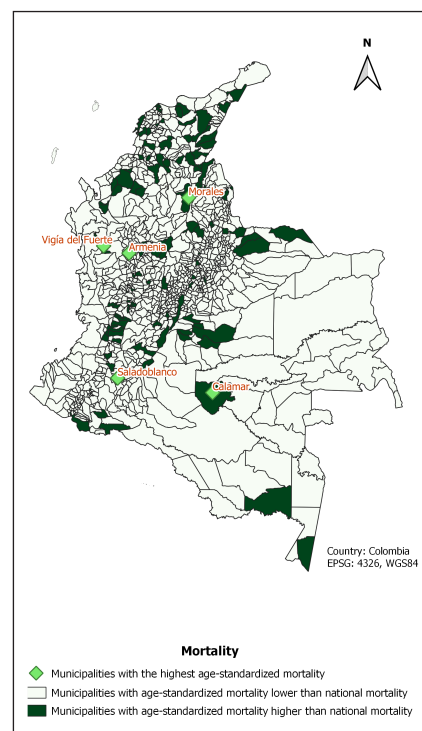 N
Morales
Vigía del Fuerte
Armenia
Saladoblanco
Calamar
Country: Colombia
EPSG: 4326, WGS84
Mortality
Municipalities with the highest age-standardized mortality
Municipalities with age-standardized mortality lower than national mortality
Municipalities with age-standardized mortality higher than national mortality